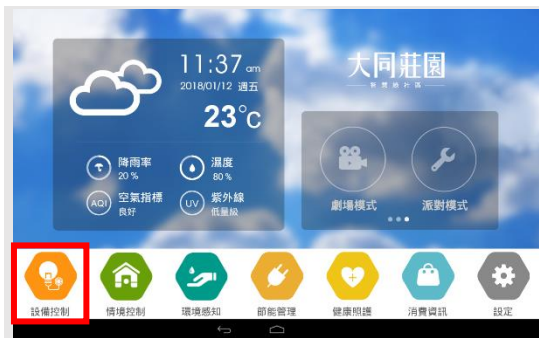 11:37 am
2018/01/12 週五
23°C
降雨率
20 %
濕度
80 %
AQI
空氣指標
良好
UV
紫外線
低量級
大同莊園
劇場模式
派對模式
設備控制
情境控制
環境感知
節能管理
健康照護
消費資訊
設定